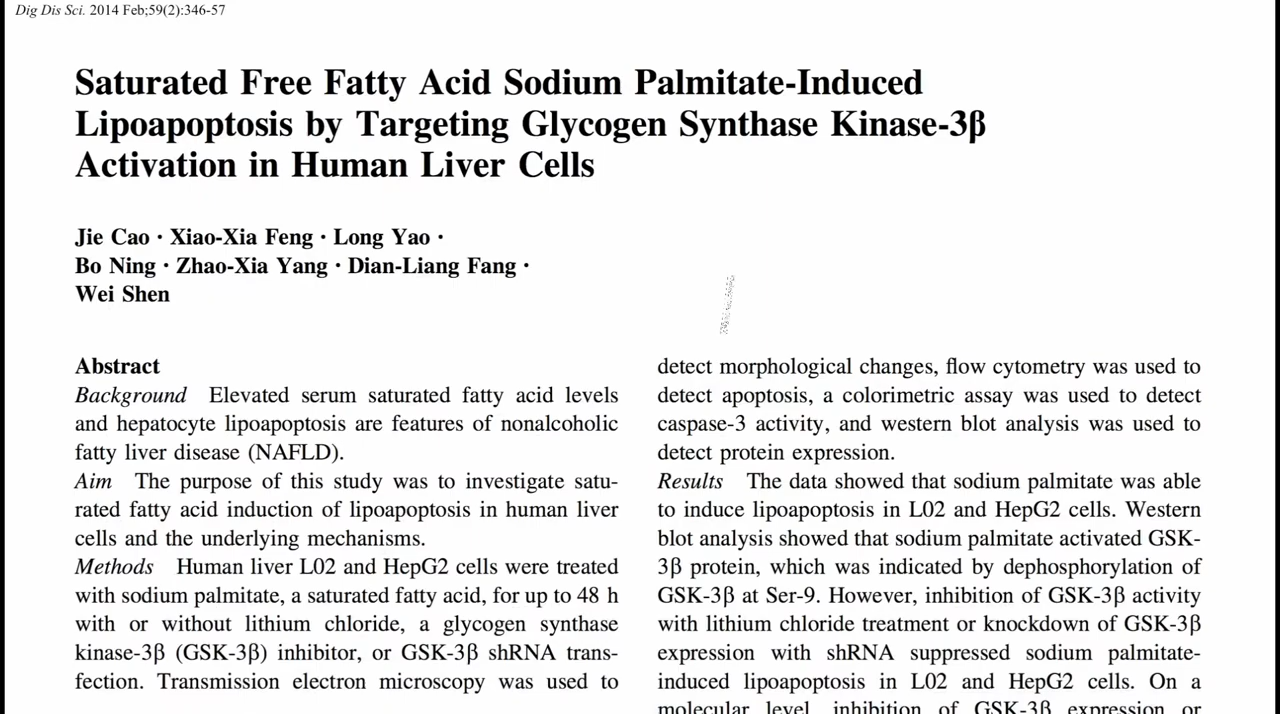 Dig Dis Sci. 2014 Feb;59(2):346-57
Saturated Free Fatty Acid Sodium Palmitate-Induced
Lipoapoptosis by Targeting Glycogen Synthase Kinase-3β
Activation in Human Liver Cells
Jie Cao · Xiao-Xia Feng · Long Yao ·
Bo Ning · Zhao-Xia Yang · Dian-Liang Fang ·
Wei Shen
Abstract
Background Elevated serum saturated fatty acid levels
and hepatocyte lipoapoptosis are features of nonalcoholic
fatty liver disease (NAFLD).
Aim The purpose of this study was to investigate satu-
rated fatty acid induction of lipoapoptosis in human liver
cells and the underlying mechanisms.
Methods Human liver L02 and HepG2 cells were treated
with sodium palmitate, a saturated fatty acid, for up to 48 h
with or without lithium chloride, a glycogen synthase
kinase-3β (GSK-3β) inhibitor, or GSK-3β shRNA trans-
fection. Transmission electron microscopy was used to
detect morphological changes, flow cytometry was used to
detect apoptosis, a colorimetric assay was used to detect
caspase-3 activity, and western blot analysis was used to
detect protein expression.
Results The data showed that sodium palmitate was able
to induce lipoapoptosis in L02 and HepG2 cells. Western
blot analysis showed that sodium palmitate activated GSK-
3β protein, which was indicated by dephosphorylation of
GSK-3β at Ser-9. However, inhibition of GSK-3β activity
with lithium chloride treatment or knockdown of GSK-3β
expression with shRNA suppressed sodium palmitate-
induced lipoapoptosis in L02 and HepG2 cells. On a
molecular level, inhibition of GSK-3β expression or